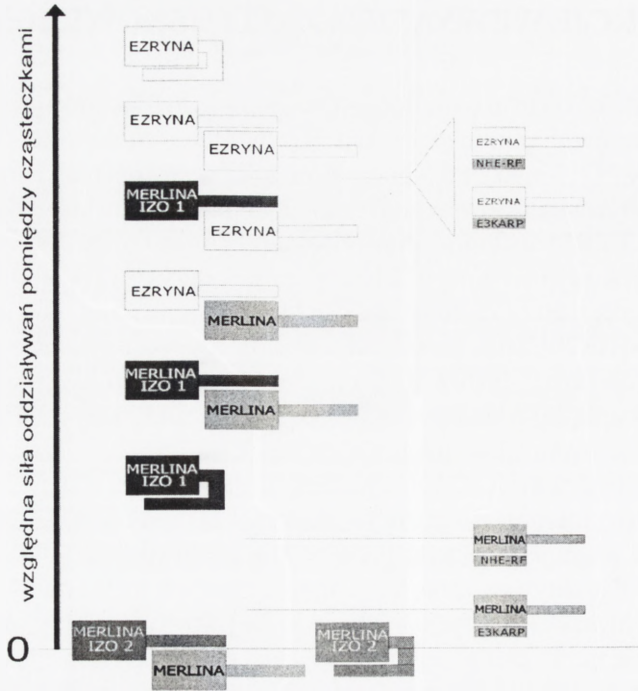 względna siła oddziaływań pomiędzy cząsteczkami
EZRYNA
EZRYNA
EZRYNA
EZRYNA
NHE-RF
MERLINA
IZO 1
EZRYNA
EZRYNA
E3KARP
EZRYNA
MERLINA
MERLINA
IZO 1
MERLINA
MERLINA
IZO 1
MERLINA
NHE-RF
MERLINA
E3KARP
0
MERLINA
IZO 2
MERLINA
MERLINA
IZO 2